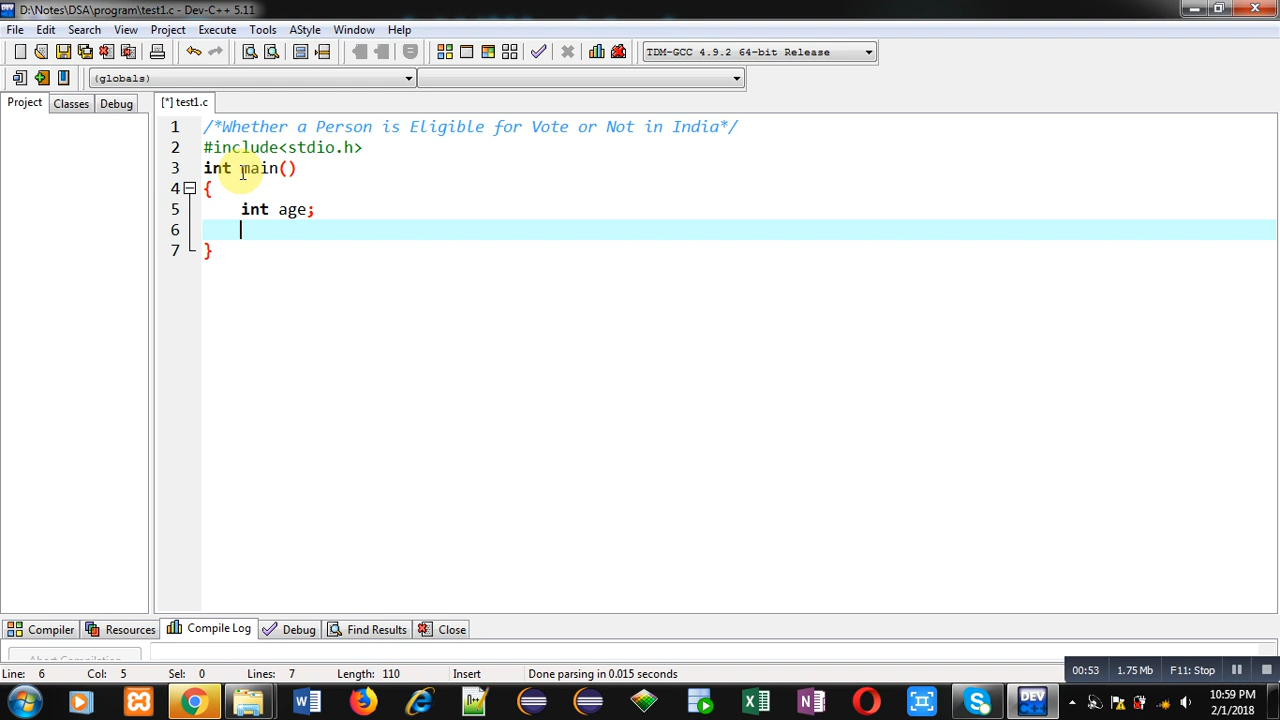 D:\Notes\DSA\program\test1.c - Dev-C++ 5.11
File Edit Search View Project Execute Tools AStyle Window Help
TDM-GCC 4.9.2 64-bit Release
(globals)
Project Classes Debug [*] test1.c
1 /*Whether a Person is Eligible for Vote or Not in India*/
2 #include<stdio.h>
3 int main()
4 {
5 int age;
6
7 }
Compiler Resources Compile Log Debug Find Results Close
Abort Compilation
Line: 6 Col: 5 Sel: 0 Lines: 7 Length: 110 Insert Done parsing in 0.015 seconds
00:53 1.75 Mb F11: Stop
DEV
10:59 PM
2/1/2018